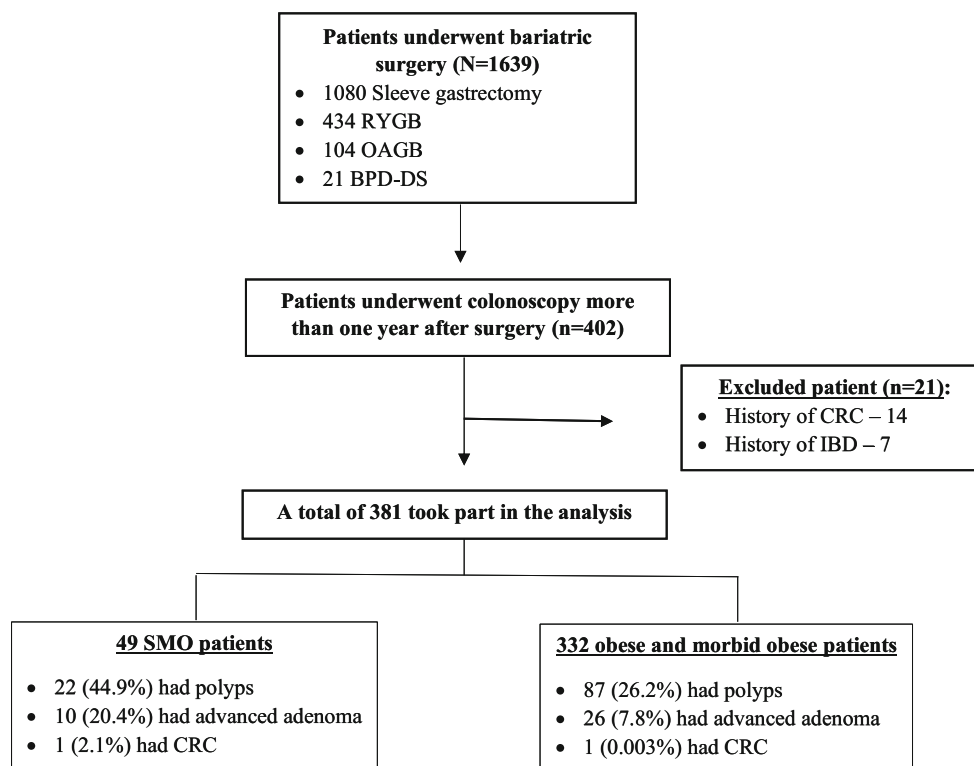 Patients underwent bariatric
surgery (N=1639)
• 1080 Sleeve gastrectomy
• 434 RYGB
• 104 OAGB
• 21 BPD-DS
Patients underwent colonoscopy more
than one year after surgery (n=402)
Excluded patient (n=21):
• History of CRC – 14
• History of IBD – 7
A total of 381 took part in the analysis
49 SMO patients
• 22 (44.9%) had polyps
• 10 (20.4%) had advanced adenoma
• 1 (2.1%) had CRC
332 obese and morbid obese patients
• 87 (26.2%) had polyps
• 26 (7.8%) had advanced adenoma
• 1 (0.003%) had CRC